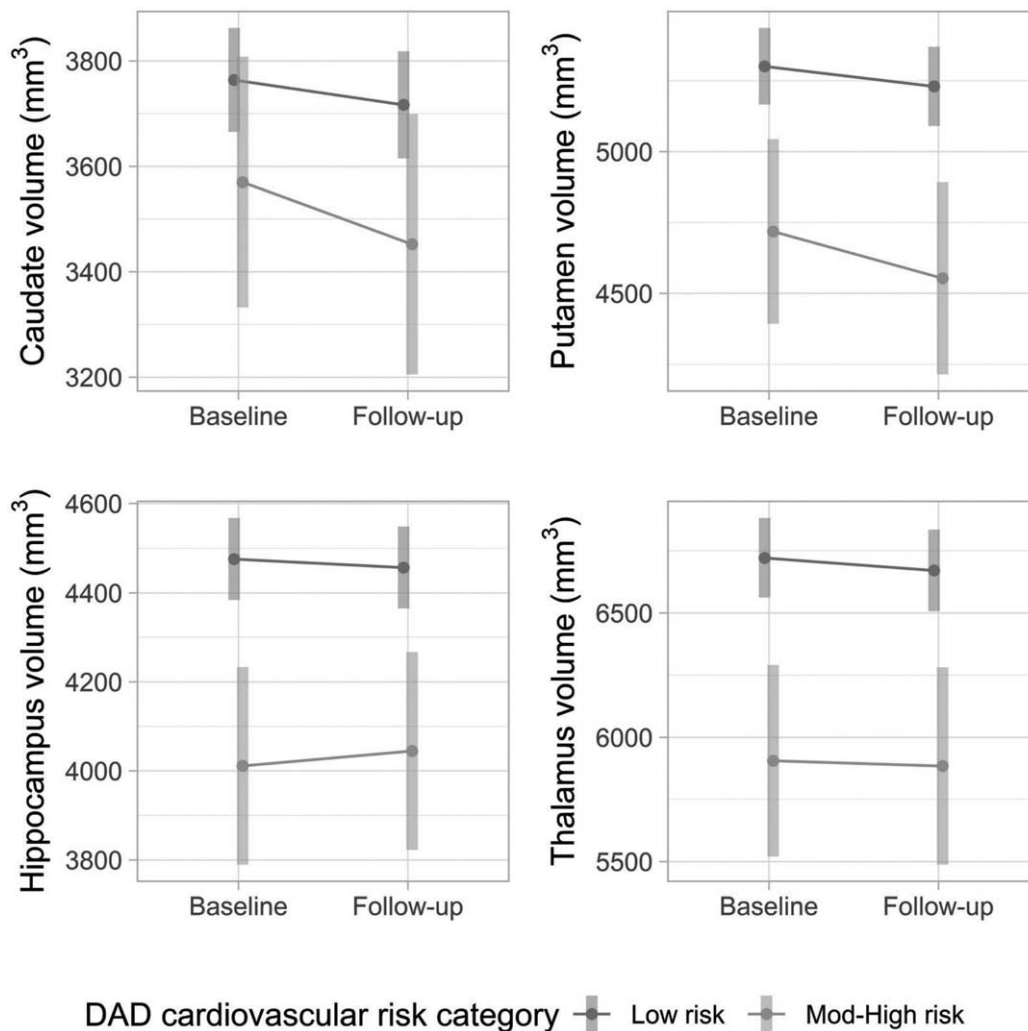 Caudate volume (mm³)
3800
3600
3400
3200
Baseline Follow-up
Putamen volume (mm³)
5000
4500
Baseline Follow-up
Hippocampus volume (mm³)
4600
4400
4200
4000
3800
Baseline Follow-up
Thalamus volume (mm³)
6500
6000
5500
Baseline Follow-up
DAD cardiovascular risk category Low risk Mod-High risk